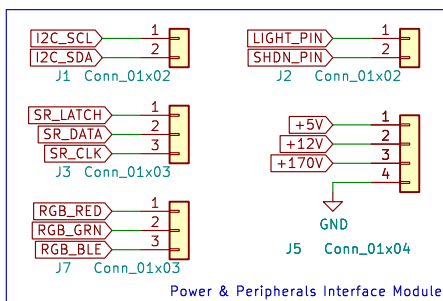 I2C_SCL 1
I2C_SDA 2
J1 Conn_01x02
LIGHT_PIN 1
SHDN_PIN 2
J2 Conn_01x02
SR_LATCH 1
SR_DATA 2
SR_CLK 3
J3 Conn_01x03
+5V 1
+12V 2
+170V 3
4
GND
J5 Conn_01x04
RGB_RED 1
RGB_GRN 2
RGB_BLE 3
J7 Conn_01x03
Power & Peripherals Interface Module